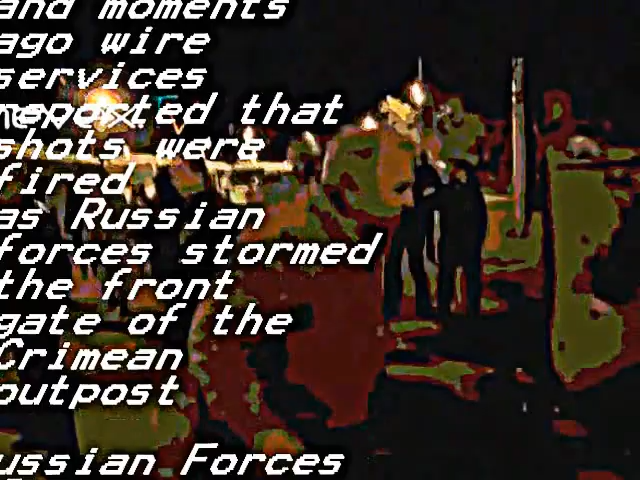 and moments
ago wire
services
reported that
shots were
fired
as Russian
forces stormed
the front
gate of the
Crimean
outpost
ussian Forces